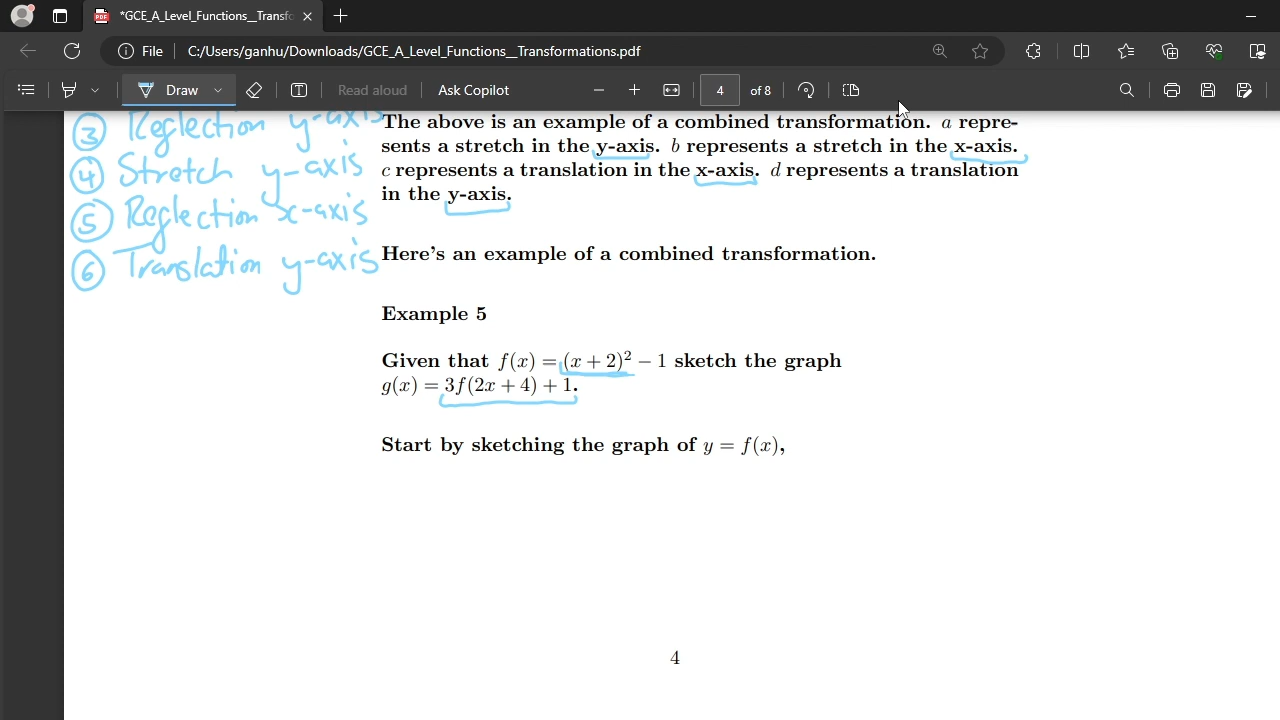 *GCE_A_Level_Functions__Transfo
File C:/Users/ganhu/Downloads/GCE_A_Level_Functions__Transformations.pdf
Draw Read aloud Ask Copilot 4 of 8
③ Reflection y-axis
④ Stretch y-axis
⑤ Reflection x-axis
⑥ Translation y-axis
The above is an example of a combined transformation. a repre-
sents a stretch in the y-axis. b represents a stretch in the x-axis.
c represents a translation in the x-axis. d represents a translation
in the y-axis.
Here's an example of a combined transformation.
Example 5
Given that f(x) = (x + 2)² − 1 sketch the graph
g(x) = 3f(2x + 4) + 1.
Start by sketching the graph of y = f(x),
4